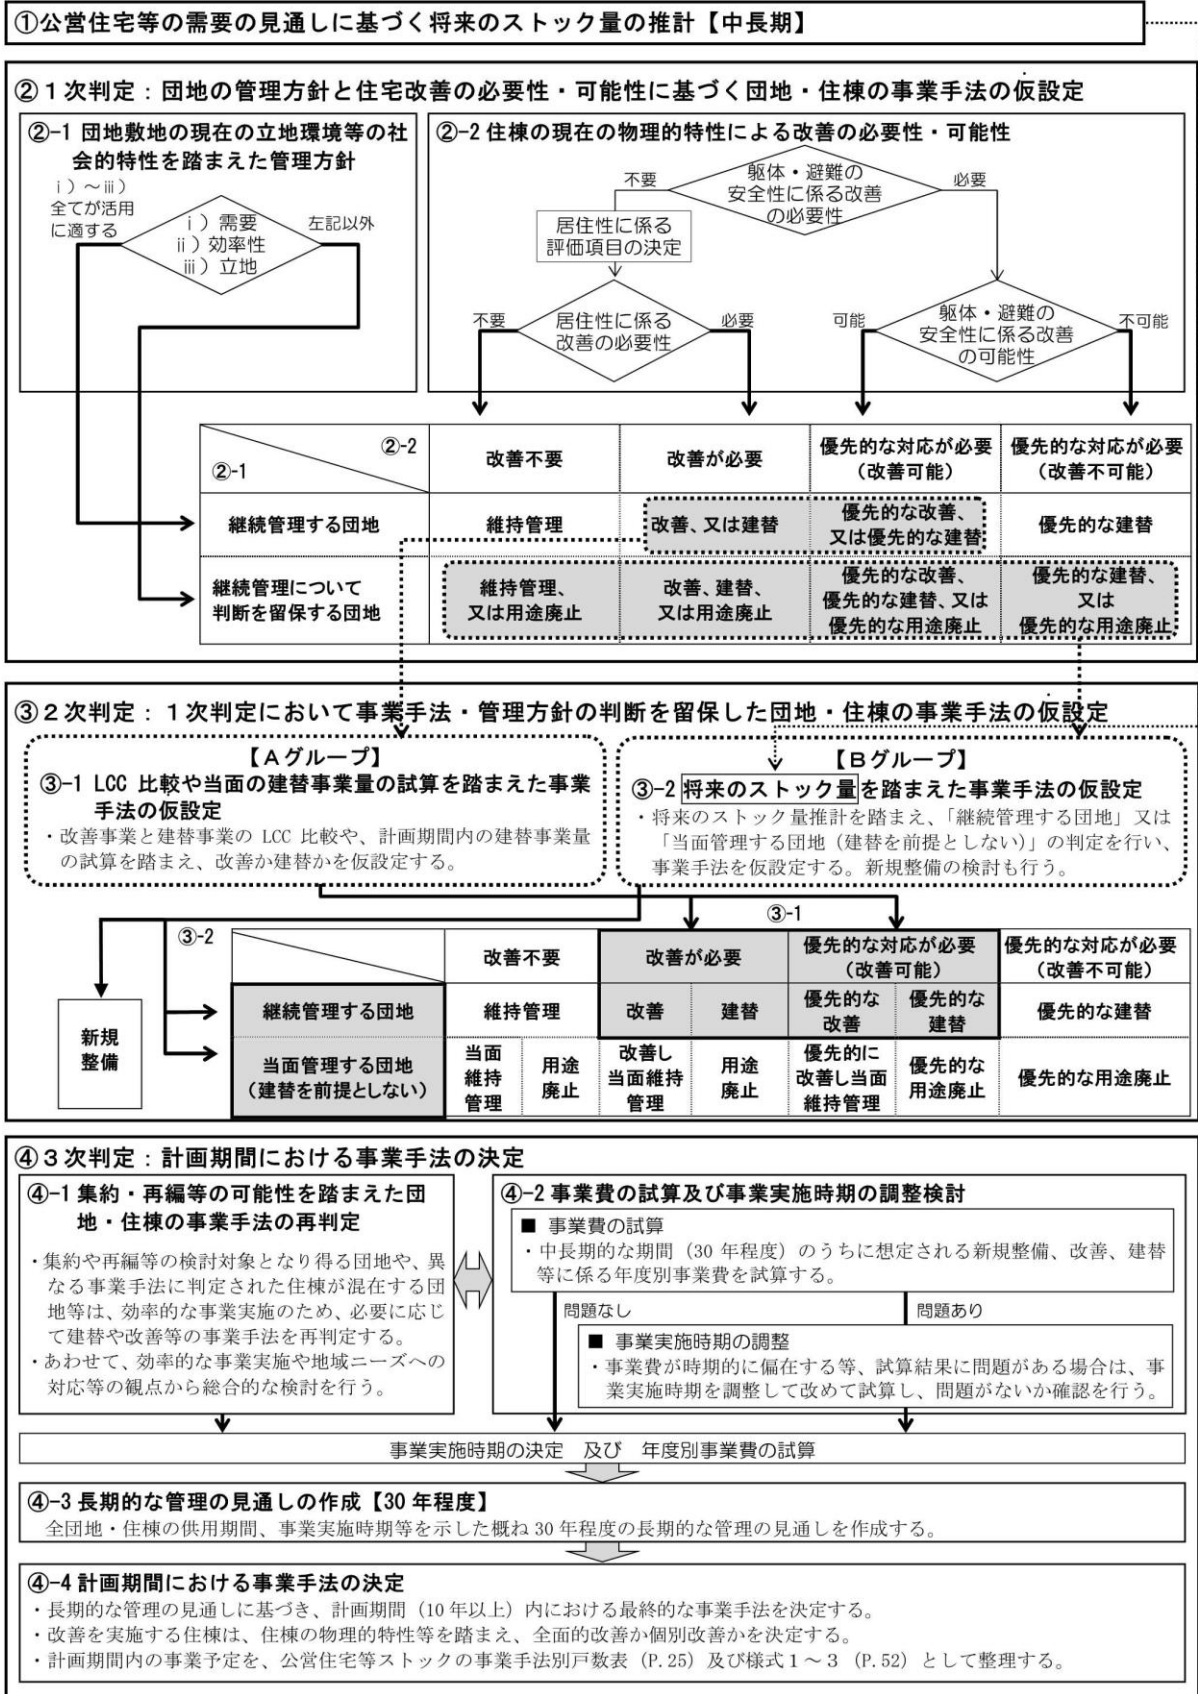 ①公営住宅等の需要の見通しに基づく将来のストック量の推計【中長期】
②１次判定：団地の管理方針と住宅改善の必要性・可能性に基づく団地・住棟の事業手法の仮設定
②-1 団地敷地の現在の立地環境等の社
会的特性を踏まえた管理方針
ⅰ）～ⅲ）
全てが活用
に適する
ⅰ）需要
ⅱ）効率性
ⅲ）立地
左記以外
②-2 住棟の現在の物理的特性による改善の必要性・可能性
不要
躯体・避難の
安全性に係る改善
の必要性
必要
居住性に係る
評価項目の決定
不要
居住性に係る
改善の必要性
必要
可能
躯体・避難の
安全性に係る改善
の可能性
不可能
②-2
②-1
改善不要
改善が必要
優先的な対応が必要
（改善可能）
優先的な対応が必要
（改善不可能）
継続管理する団地
維持管理
改善、又は建替
優先的な改善、
又は優先的な建替
優先的な建替
継続管理について
判断を留保する団地
維持管理、
又は用途廃止
改善、建替、
又は用途廃止
優先的な改善、
優先的な建替、又は
優先的な用途廃止
優先的な建替、
又は
優先的な用途廃止
③２次判定：１次判定において事業手法・管理方針の判断を留保した団地・住棟の事業手法の仮設定
【Ａグループ】
③-1 LCC 比較や当面の建替事業量の試算を踏まえた事業
手法の仮設定
・改善事業と建替事業の LCC 比較や、計画期間内の建替事業量
の試算を踏まえ、改善か建替かを仮設定する。
【Ｂグループ】
③-2 将来のストック量を踏まえた事業手法の仮設定
・将来のストック量推計を踏まえ、「継続管理する団地」又は
「当面管理する団地（建替を前提としない）」の判定を行い、
事業手法を仮設定する。新規整備の検討も行う。
③-1
③-2
改善不要
改善が必要
優先的な対応が必要
（改善可能）
優先的な対応が必要
（改善不可能）
新規
整備
継続管理する団地
維持管理
改善
建替
優先的な
改善
優先的な
建替
優先的な建替
当面管理する団地
（建替を前提としない）
当面
維持
管理
用途
廃止
改善し
当面維持
管理
用途
廃止
優先的に
改善し当面
維持管理
優先的な
用途廃止
優先的な用途廃止
④３次判定：計画期間における事業手法の決定
④-1 集約・再編等の可能性を踏まえた団
地・住棟の事業手法の再判定
・集約や再編等の検討対象となり得る団地や、異
なる事業手法に判定された住棟が混在する団
地等は、効率的な事業実施のため、必要に応じ
て建替や改善等の事業手法を再判定する。
・あわせて、効率的な事業実施や地域ニーズへの
対応等の観点から総合的な検討を行う。
④-2 事業費の試算及び事業実施時期の調整検討
■ 事業費の試算
・中長期的な期間（30 年程度）のうちに想定される新規整備、改善、建替
等に係る年度別事業費を試算する。
問題なし
問題あり
■ 事業実施時期の調整
・事業費が時期的に偏在する等、試算結果に問題がある場合は、事
業実施時期を調整して改めて試算し、問題がないか確認を行う。
事業実施時期の決定 及び 年度別事業費の試算
④-3 長期的な管理の見通しの作成【30 年程度】
全団地・住棟の供用期間、事業実施時期等を示した概ね 30 年程度の長期的な管理の見通しを作成する。
④-4 計画期間における事業手法の決定
・長期的な管理の見通しに基づき、計画期間（10 年以上）内における最終的な事業手法を決定する。
・改善を実施する住棟は、住棟の物理的特性等を踏まえ、全面的改善か個別改善かを決定する。
・計画期間内の事業予定を、公営住宅等ストックの事業手法別戸数表（P.25）及び様式１～３（P.52）として整理する。